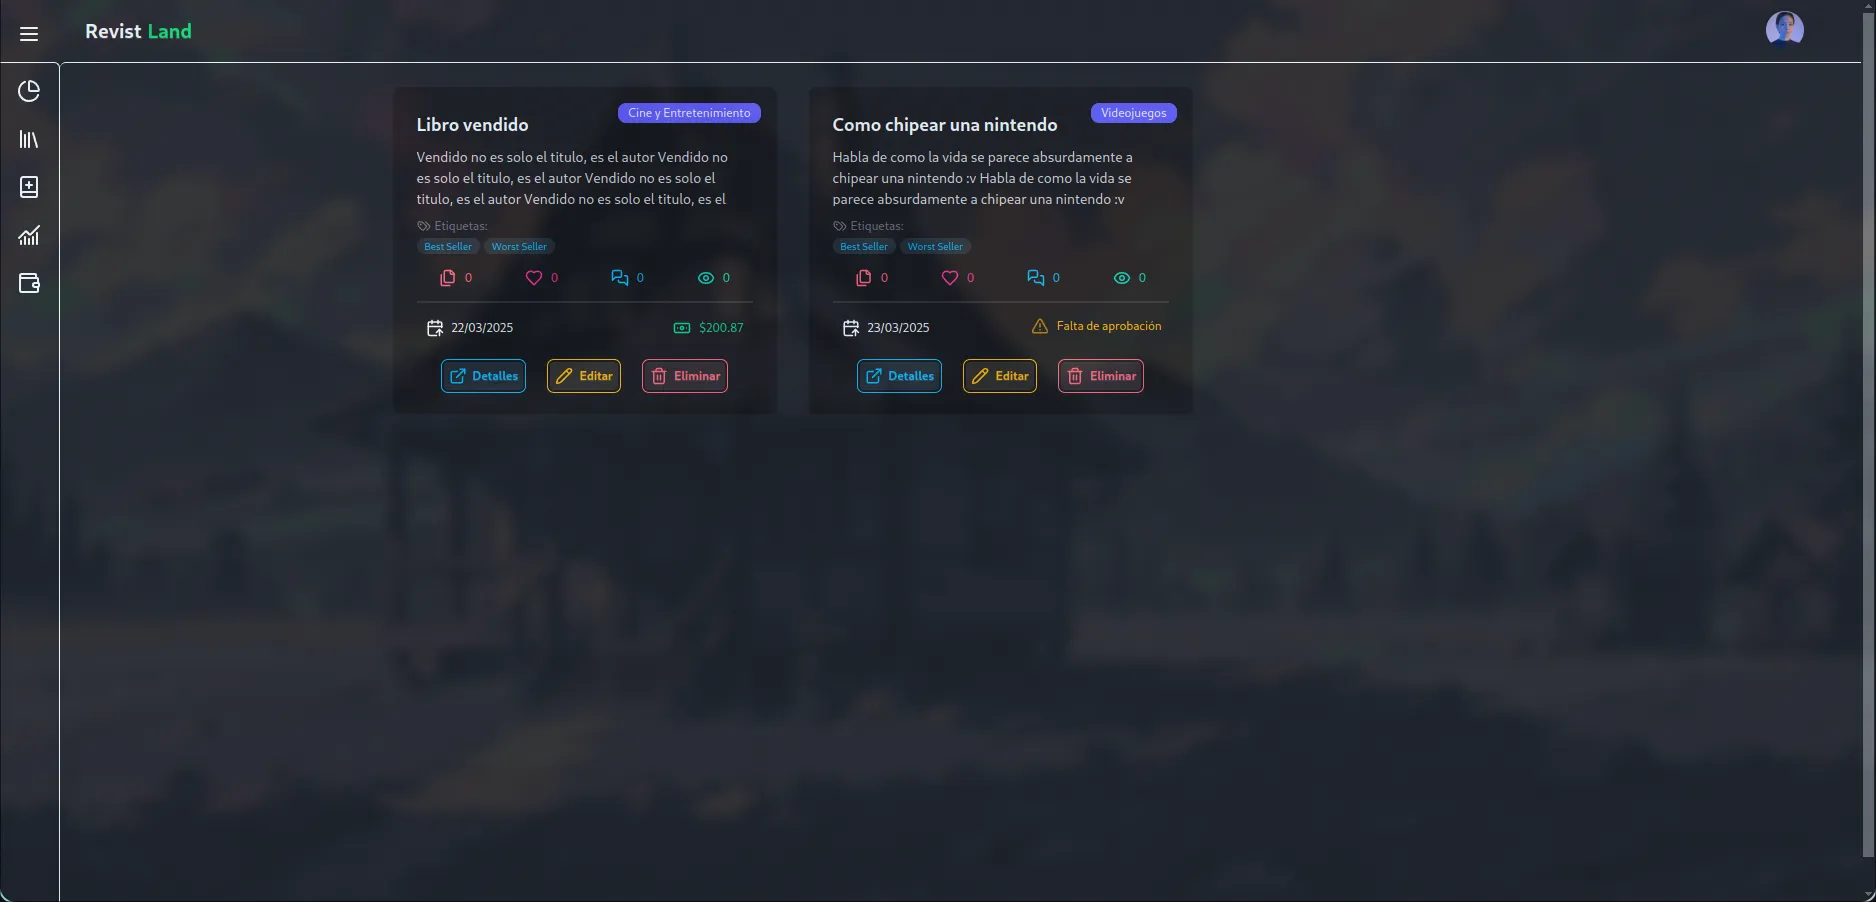 Revist Land
Cine y Entretenimiento
Libro vendido
Vendido no es solo el titulo, es el autor Vendido no
es solo el titulo, es el autor Vendido no es solo el
titulo, es el autor Vendido no es solo el titulo, es el
Etiquetas:
Best Seller Worst Seller
0 0 0 0
22/03/2025 $200.87
Detalles Editar Eliminar
Videojuegos
Como chipear una nintendo
Habla de como la vida se parece absurdamente a
chipear una nintendo :v Habla de como la vida se
parece absurdamente a chipear una nintendo :v
Etiquetas:
Best Seller Worst Seller
0 0 0 0
23/03/2025 Falta de aprobación
Detalles Editar Eliminar